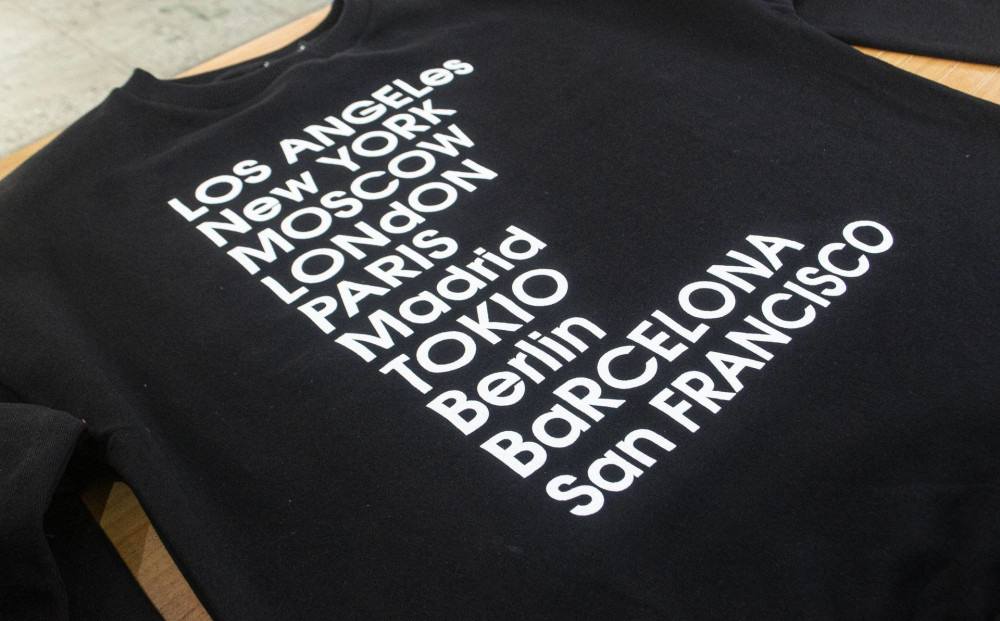 LOS ANGELes
New YORK
MOSCOW
LONdON
PARIS
Madrid
TOKIO
Berlin
BaRCELONA
San FRANCISCO